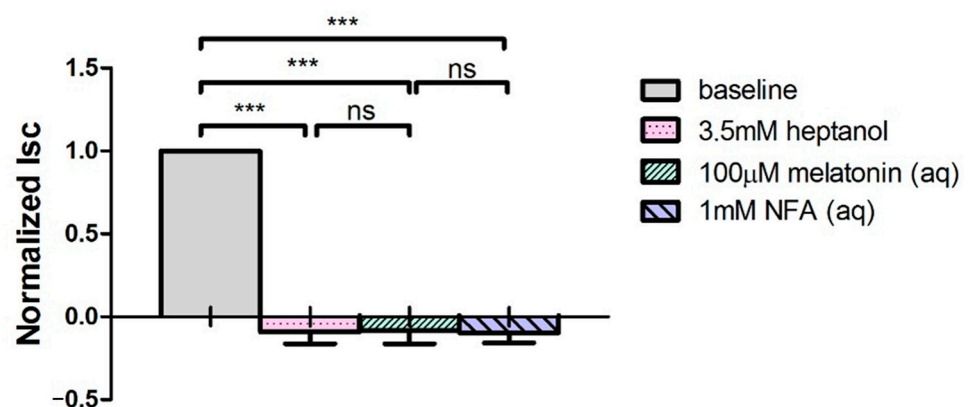 ***
***
ns
***
ns
1.5
1.0
0.5
0.0
−0.5
Normalized Isc
baseline
3.5mM heptanol
100μM melatonin (aq)
1mM NFA (aq)